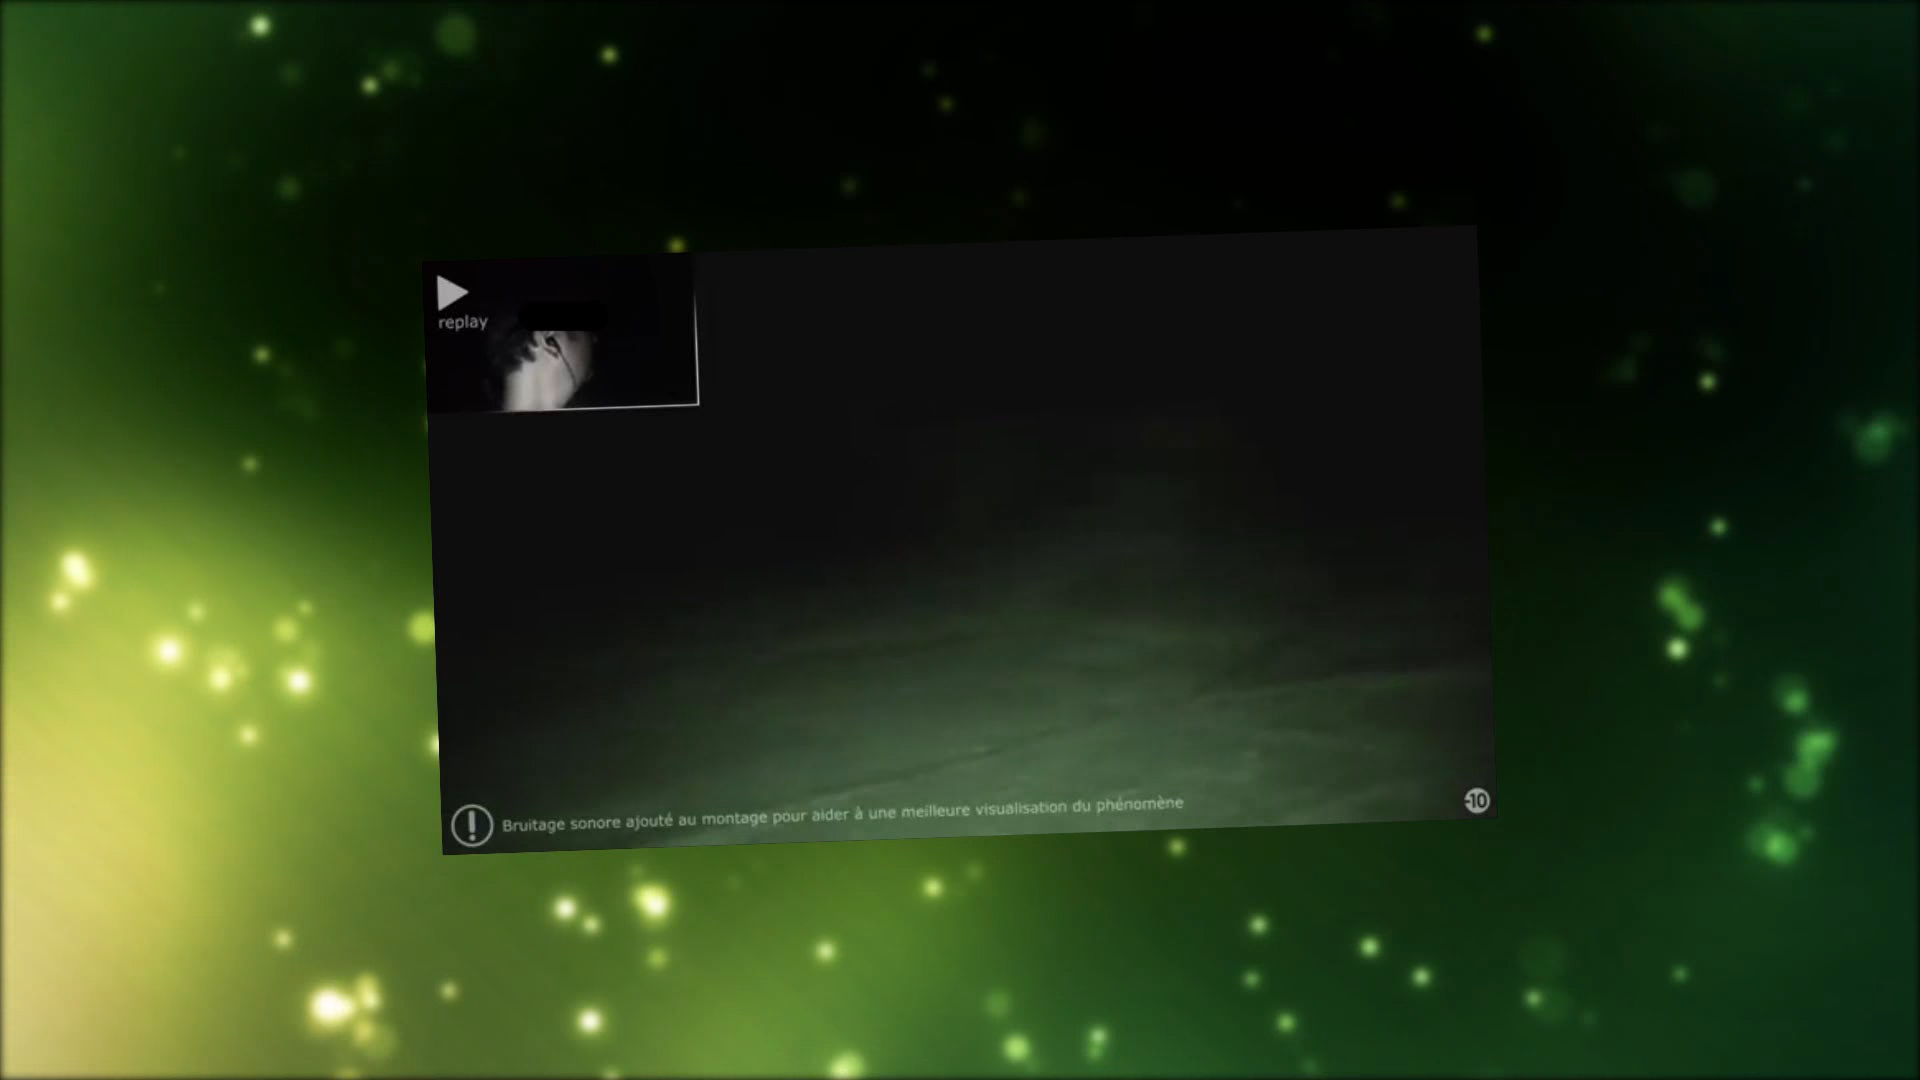 replay
Bruitage sonore ajouté au montage pour aider à une meilleure visualisation du phénomène
-10